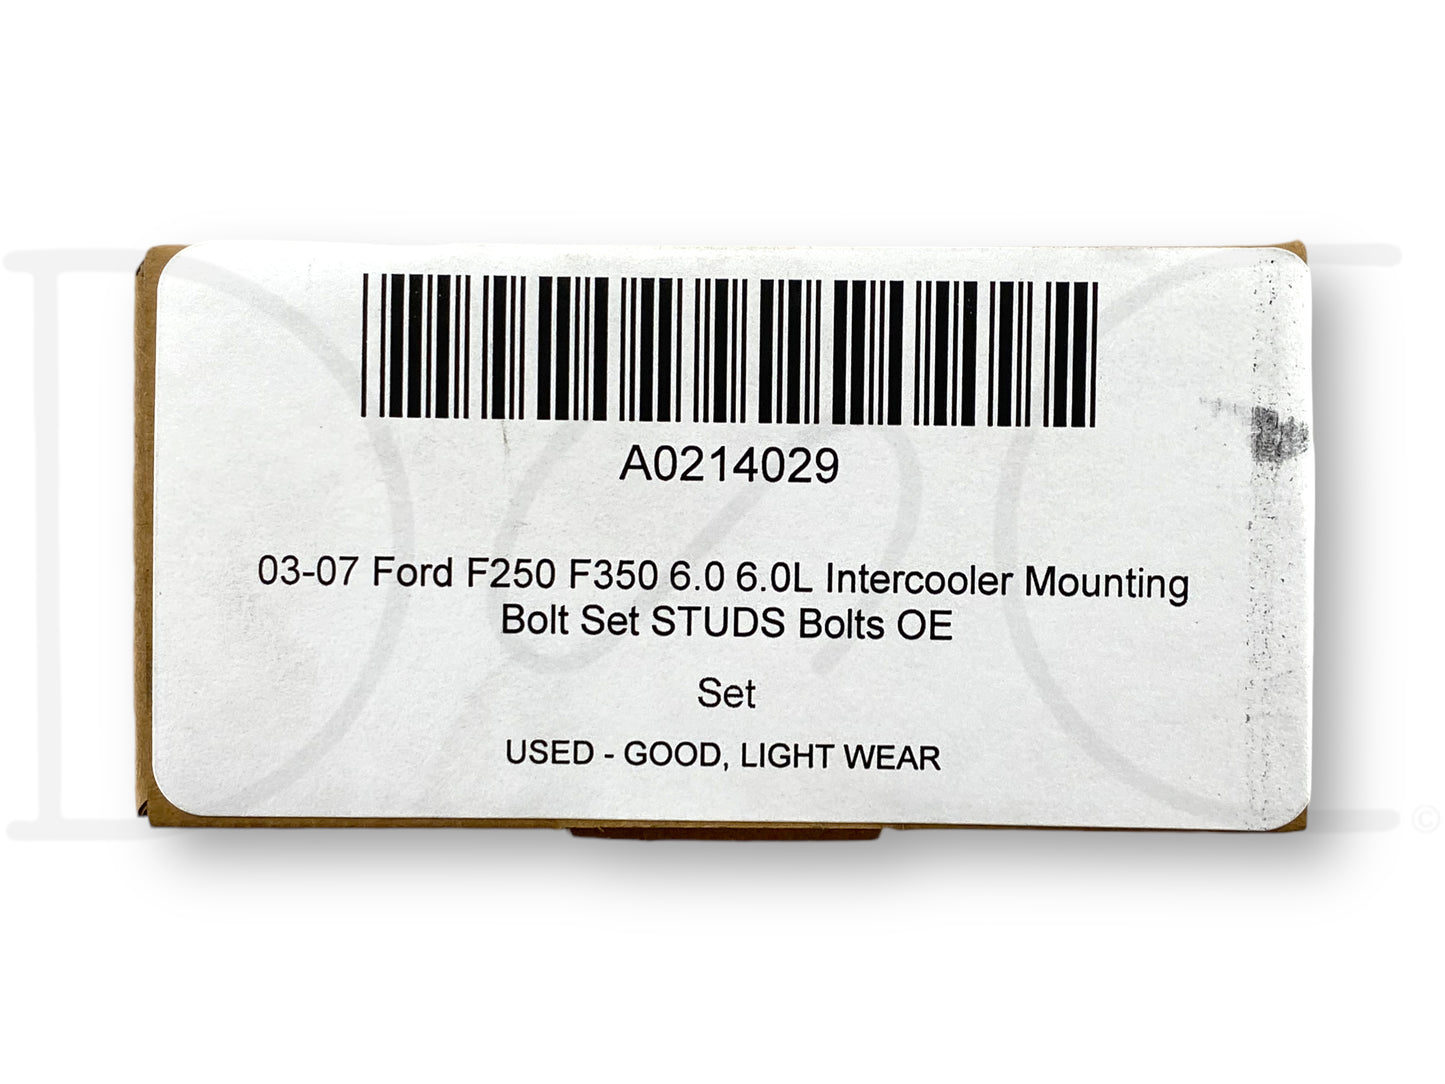 A0214029
03-07 Ford F250 F350 6.0 6.0L Intercooler Mounting
Bolt Set STUDS Bolts OE
Set
USED - GOOD, LIGHT WEAR
©